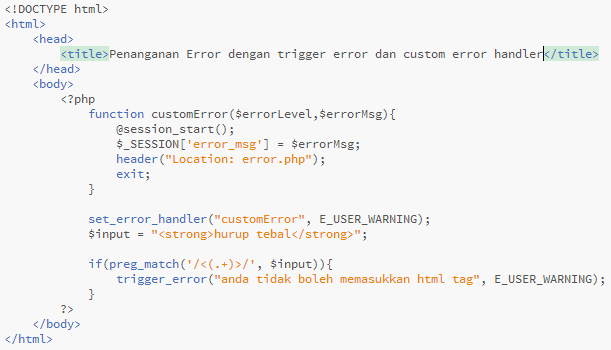 <!DOCTYPE html>
<html>
    <head>
        <title>Penanganan Error dengan trigger error dan custom error handler</title>
    </head>
    <body>
        <?php
            function customError($errorLevel,$errorMsg){
                @session_start();
                $_SESSION['error_msg'] = $errorMsg;
                header("Location: error.php");
                exit;
            }

            set_error_handler("customError", E_USER_WARNING);
            $input = "<strong>hurup tebal</strong>";

            if(preg_match('/<(.+)>/', $input)){
                trigger_error("anda tidak boleh memasukkan html tag", E_USER_WARNING);
            }
        ?>
    </body>
</html>